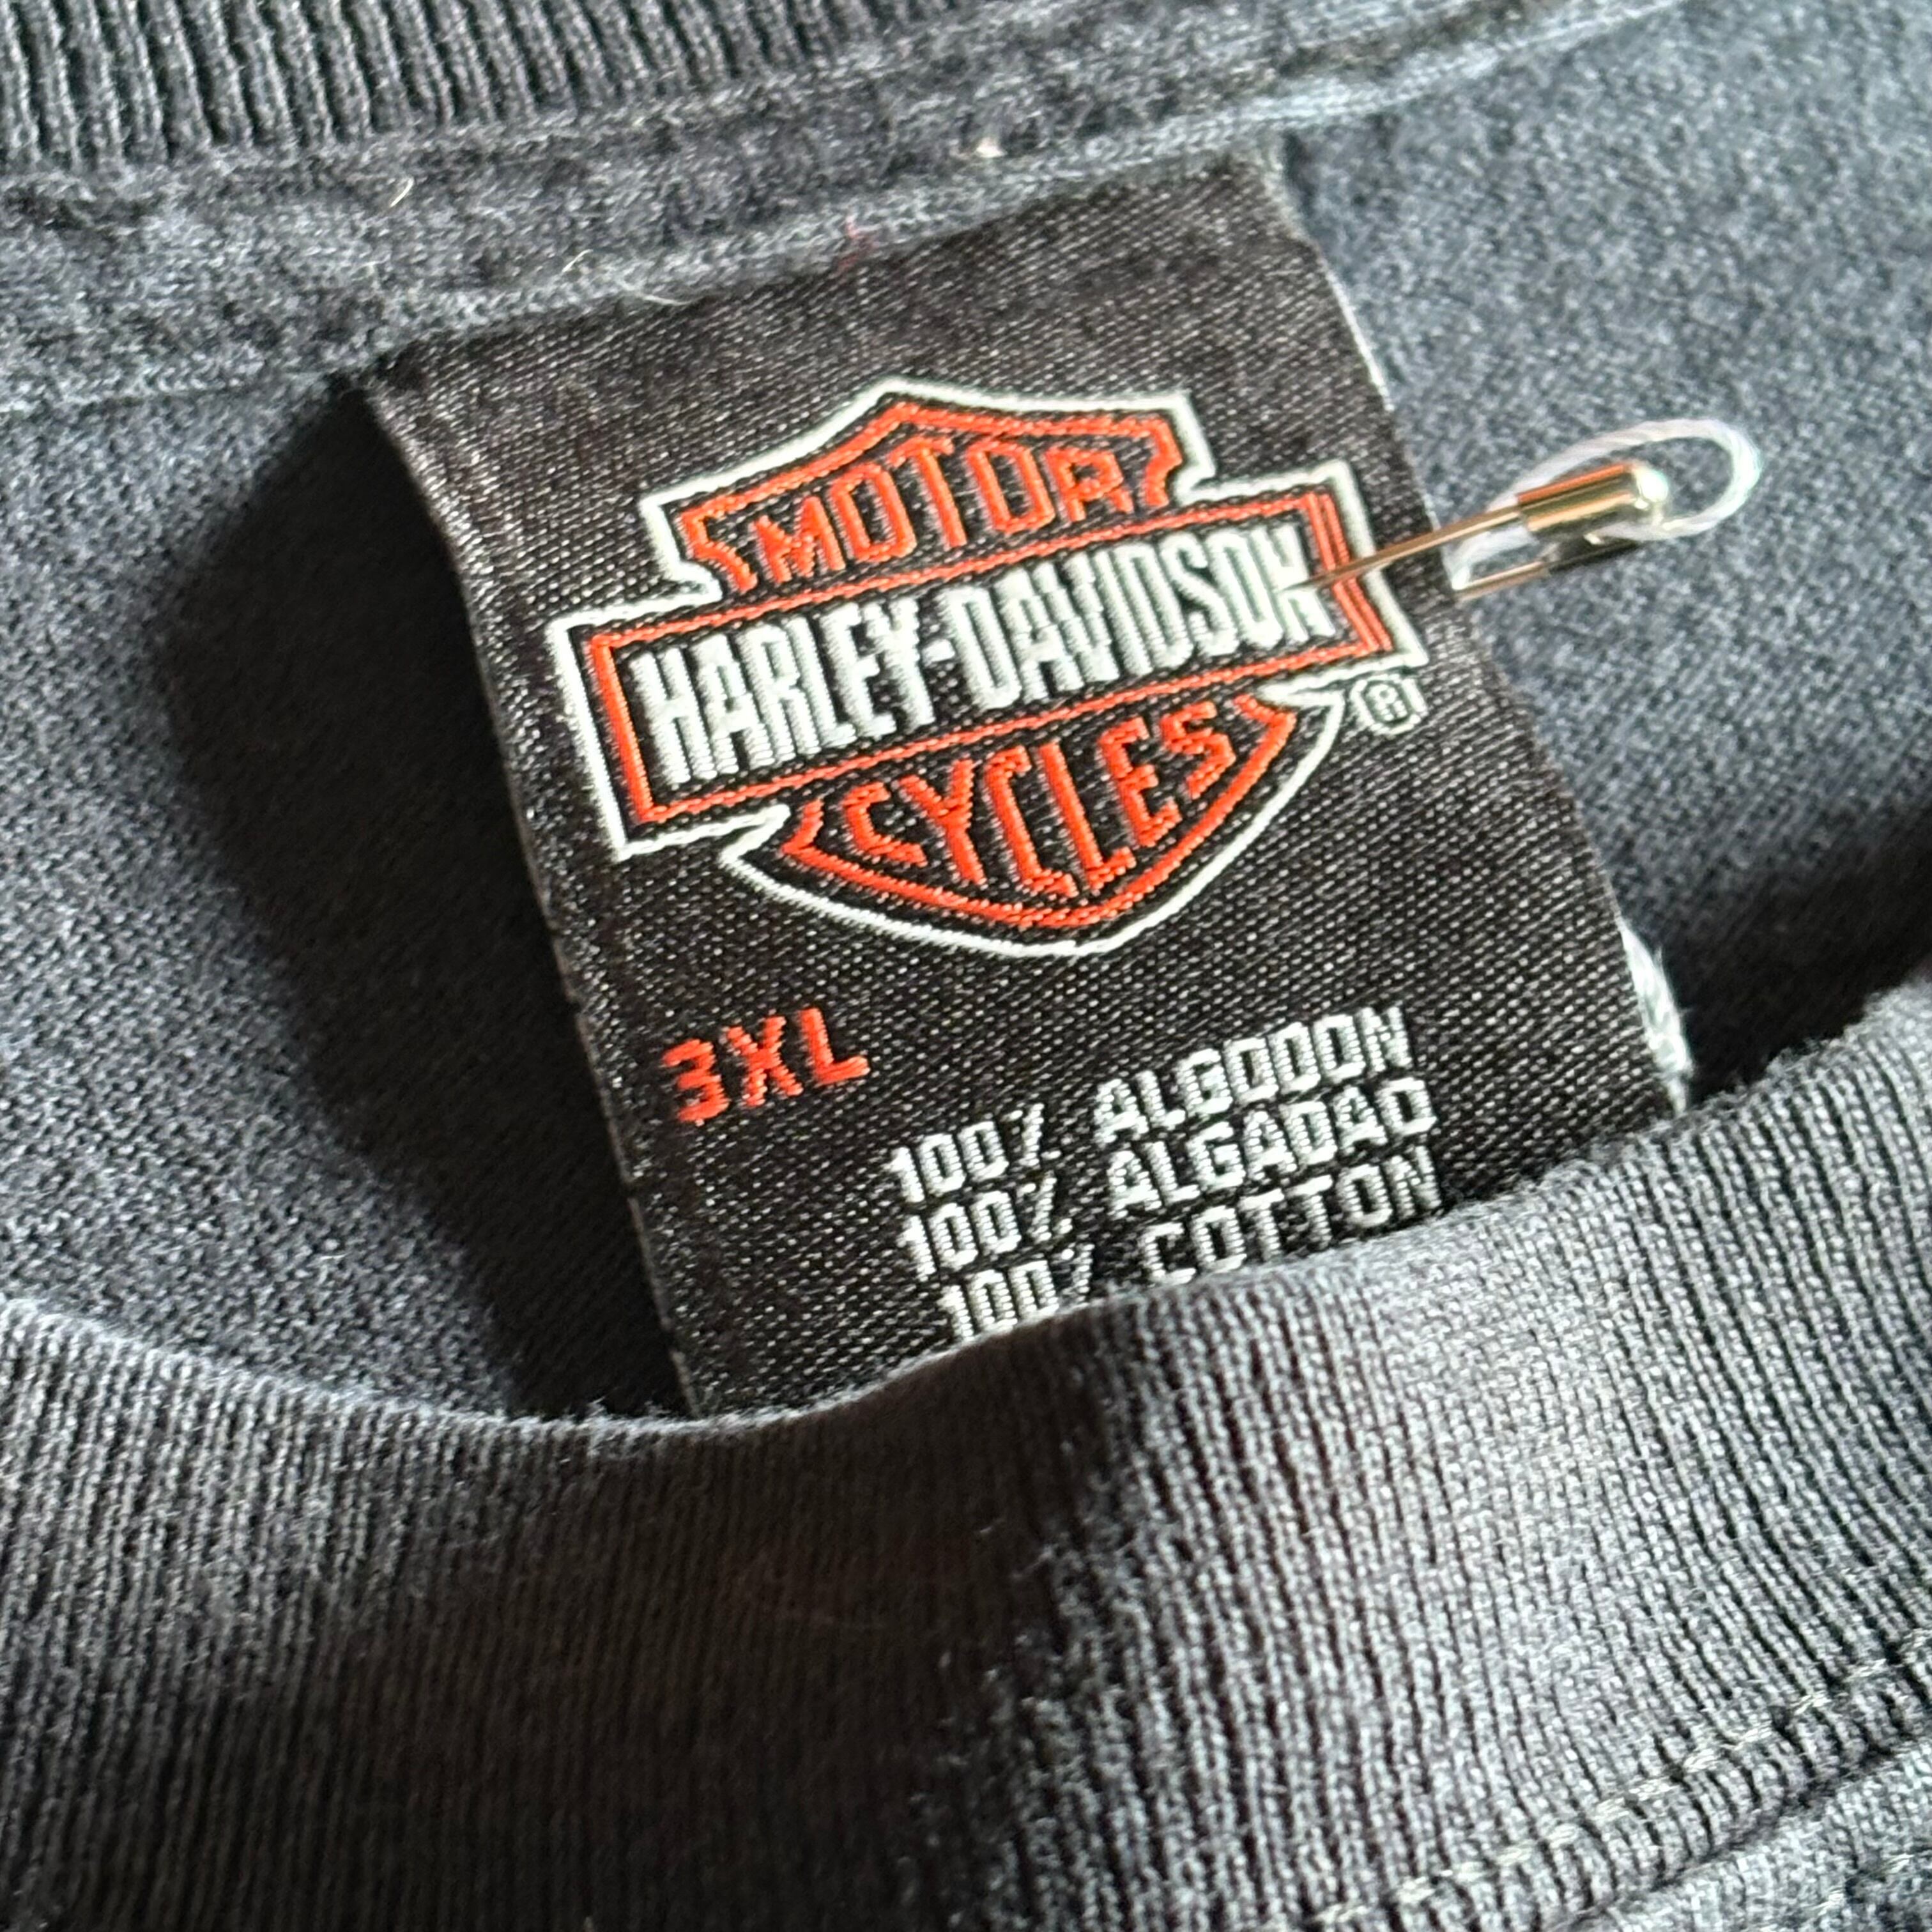 MOTOR
HARLEY-DAVIDSON
CYCLES
®
3XL
100% ALGODON
100% ALGADAO
100% COTTON